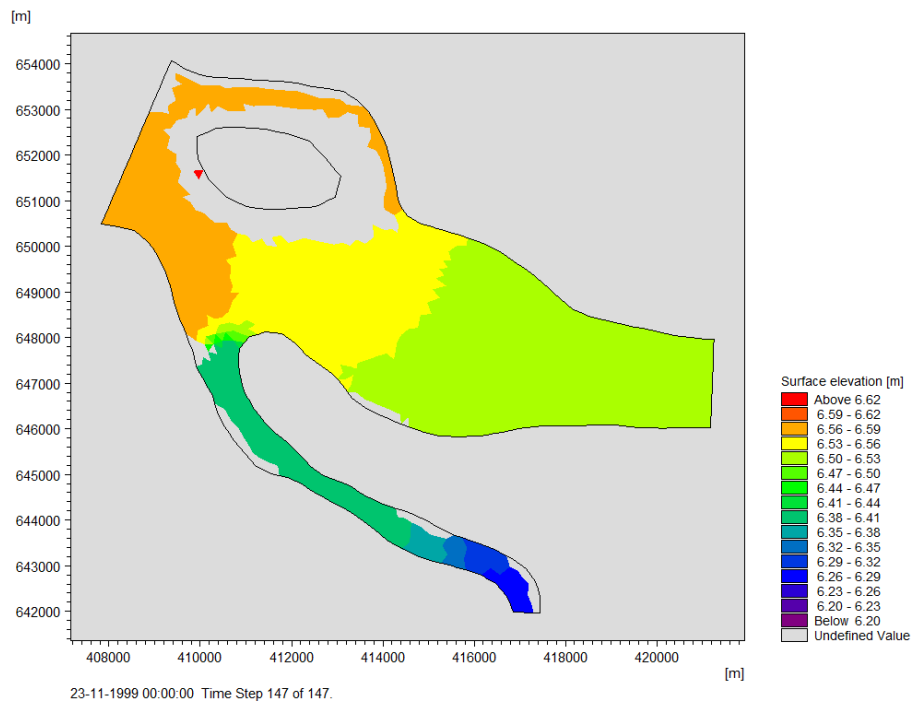 [m]
654000
653000
652000
651000
650000
649000
648000
647000
646000
645000
644000
643000
642000
408000 410000 412000 414000 416000 418000 420000
[m]
23-11-1999 00:00:00 Time Step 147 of 147.
Surface elevation [m]
Above 6.62
6.59 - 6.62
6.56 - 6.59
6.53 - 6.56
6.50 - 6.53
6.47 - 6.50
6.44 - 6.47
6.41 - 6.44
6.38 - 6.41
6.35 - 6.38
6.32 - 6.35
6.29 - 6.32
6.26 - 6.29
6.23 - 6.26
6.20 - 6.23
Below 6.20
Undefined Value